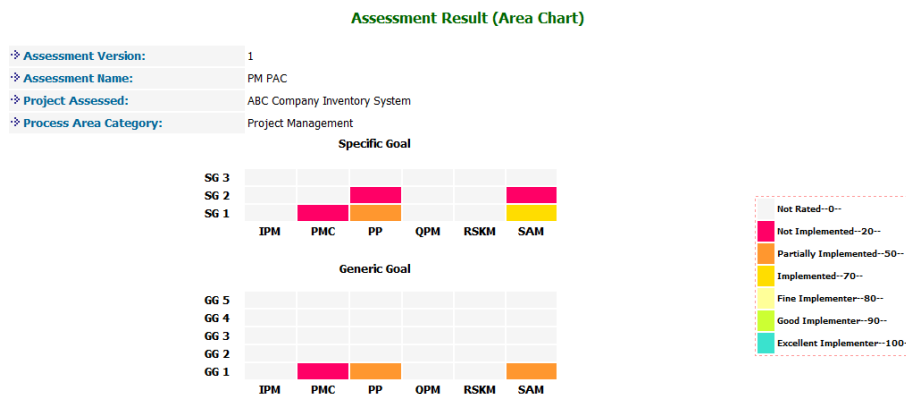 Assessment Result (Area Chart)
Assessment Version: 1
Assessment Name: PM PAC
Project Assessed: ABC Company Inventory System
Process Area Category: Project Management
Specific Goal
SG 3
SG 2
SG 1
IPM PMC PP QPM RSKM SAM
Generic Goal
GG 5
GG 4
GG 3
GG 2
GG 1
IPM PMC PP QPM RSKM SAM
Not Rated--0--
Not Implemented--20--
Partially Implemented--50--
Implemented--70--
Fine Implementer--80--
Good Implementer--90--
Excellent Implementer--100-